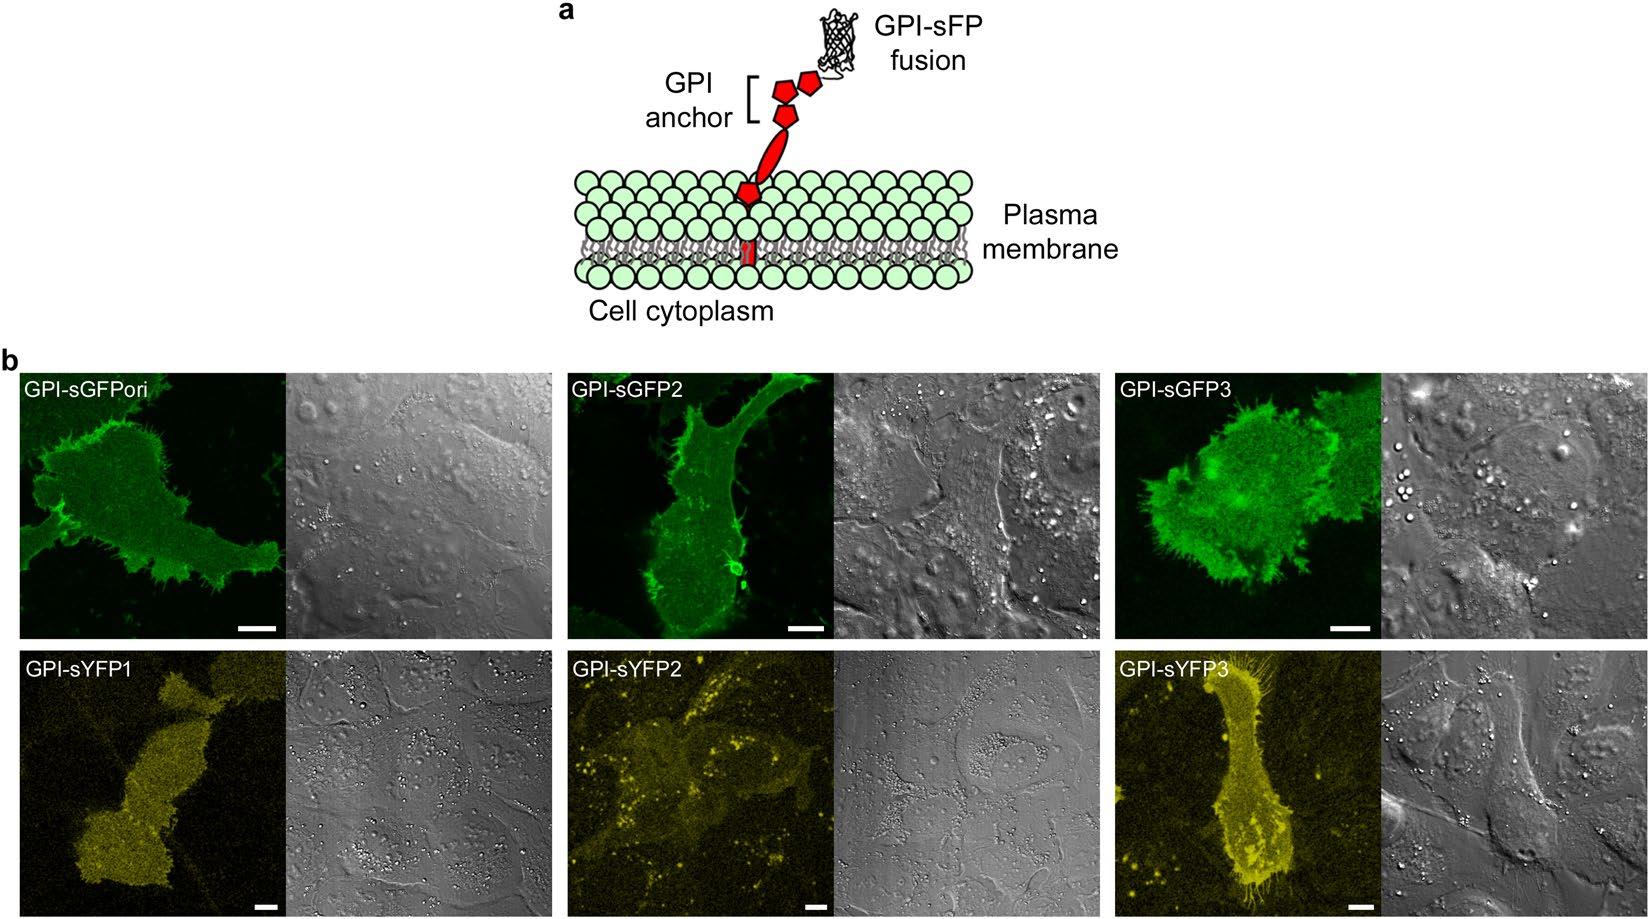 a
GPI-sFP
fusion
GPI
anchor
Plasma
membrane
Cell cytoplasm
b
GPI-sGFPori
GPI-sGFP2
GPI-sGFP3
GPI-sYFP1
GPI-sYFP2
GPI-sYFP3